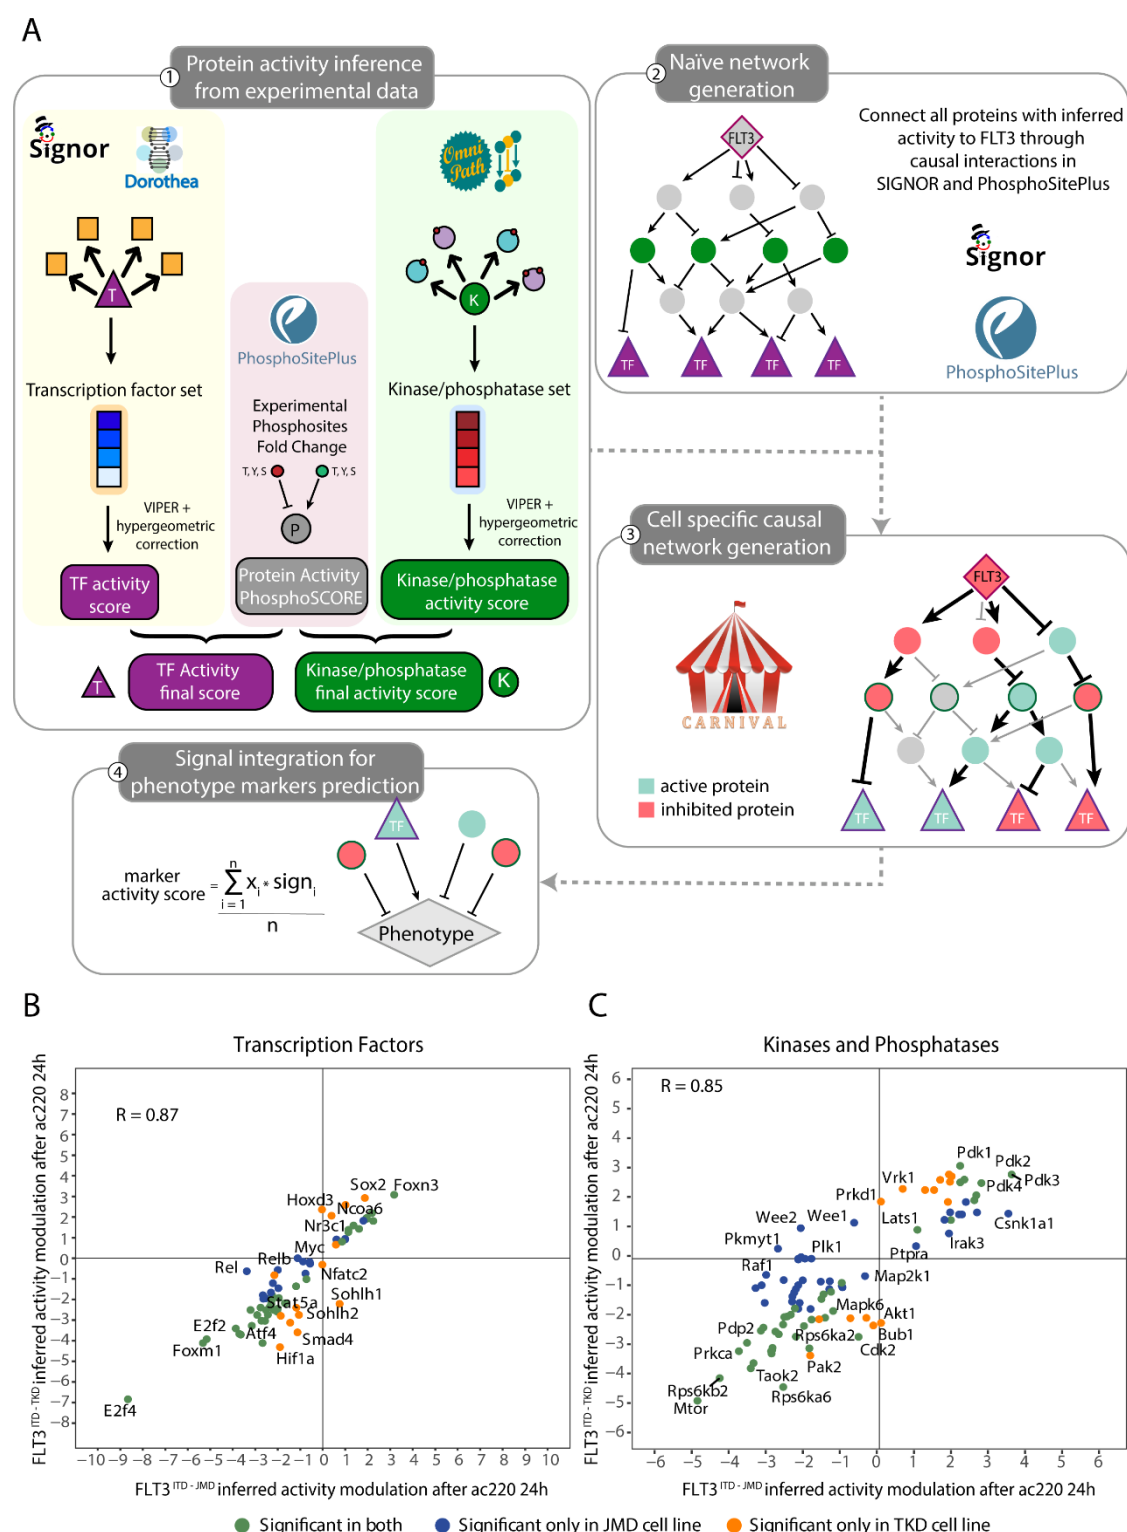 A
1
Protein activity inference
from experimental data
Signor
Dorothea
Omni
Path
T
K
PhosphoSitePlus
Transcription factor set
Kinase/phosphatase set
Experimental
Phosphosites
Fold Change
T, Y, S
T, Y, S
P
VIPER +
hypergeometric
correction
VIPER +
hypergeometric
correction
TF activity
score
Protein Activity
PhosphoSCORE
Kinase/phosphatase
activity score
T
TF Activity
final score
Kinase/phosphatase
final activity score
K
2
Naïve network
generation
FLT3
Connect all proteins with inferred
activity to FLT3 through
causal interactions in
SIGNOR and PhosphoSitePlus
Signor
PhosphoSitePlus
TF
TF
TF
TF
3
Cell specific causal
network generation
FLT3
CARNIVAL
active protein
inhibited protein
TF
TF
TF
TF
4
Signal integration for
phenotype markers prediction
TF
marker
activity score = n ∑ i = 1 x i * sign i
n
Phenotype
B
Transcription Factors
FLT3 ITD - TKD inferred activity modulation after ac220 24h
R = 0.87
8
7
6
5
4
3
2
1
0
−1
−2
−3
−4
−5
−6
−7
−8
Sox2
Foxn3
Hoxd3
Ncoa6
Nr3c1
Myc
Relb
Rel
Nfatc2
Sohlh1
Stat5a
Sohlh2
E2f2
Atf4
Smad4
Foxm1
Hif1a
E2f4
−10 −9 −8 −7 −6 −5 −4 −3 −2 −1 0 1 2 3 4 5 6 7 8 9 10
FLT3 ITD - JMD inferred activity modulation after ac220 24h
C
Kinases and Phosphatases
FLT3 ITD - TKD inferred activity modulation after ac220 24h
R = 0.85
6
5
4
3
2
1
0
−1
−2
−3
−4
−5
−6
Pdk1
Pdk2
Vrk1
Pdk3
Pdk4
Prkd1
Lats1
Csnk1a1
Wee2
Wee1
Irak3
Pkmyt1
Plk1
Ptpra
Raf1
Map2k1
Mapk6
Akt1
Pdp2
Rps6ka2
Bub1
Prkca
Cdk2
Pak2
Taok2
Rps6kb2
Rps6ka6
Mtor
−6 −5 −4 −3 −2 −1 0 1 2 3 4 5 6
FLT3 ITD - JMD inferred activity modulation after ac220 24h
Significant in both
Significant only in JMD cell line
Significant only in TKD cell line